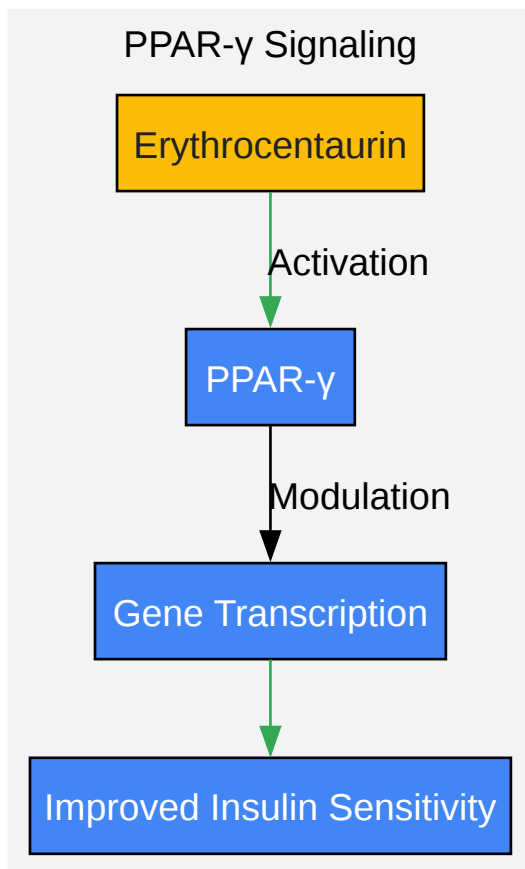 PPAR-γ Signaling
Erythrocentaurin
Activation
PPAR-γ
Modulation
Gene Transcription
Improved Insulin Sensitivity